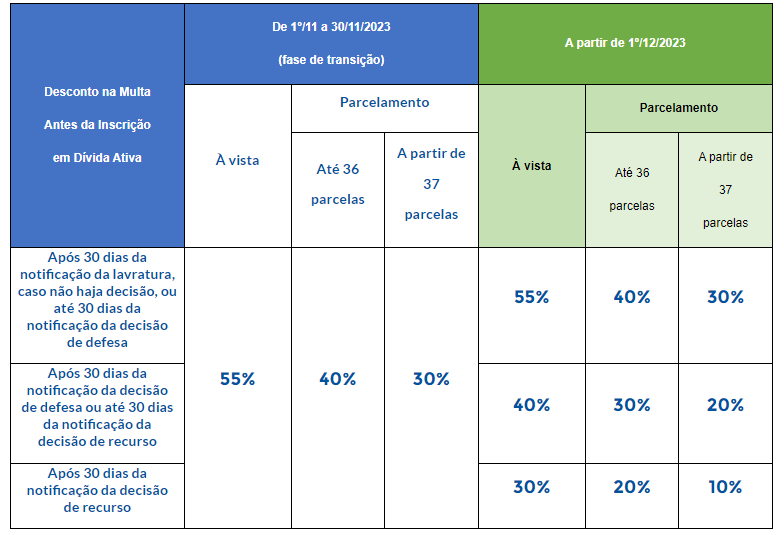 Desconto na Multa
Antes da Inscrição
em Dívida Ativa
De 1º/11 a 30/11/2023
(fase de transição)
A partir de 1º/12/2023
À vista
Parcelamento
Até 36
parcelas
A partir de
37
parcelas
À vista
Parcelamento
Até 36
parcelas
A partir de
37
parcelas
Após 30 dias da
notificação da lavratura,
caso não haja decisão, ou
até 30 dias da
notificação da decisão
de defesa
55%
40%
30%
55%
40%
30%
Após 30 dias da
notificação da decisão
de defesa ou até 30 dias
da notificação da
decisão de recurso
40%
30%
20%
Após 30 dias da
notificação da decisão
de recurso
30%
20%
10%